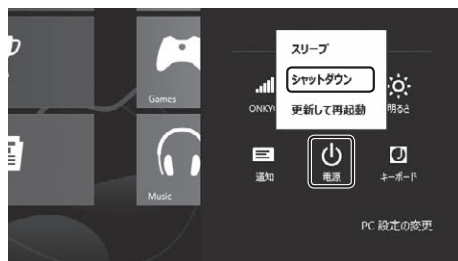 スリープ
シャットダウン
更新して再起動
ONKY
明るさ
Games
通知
電源
キーボード
Music
PC 設定の変更